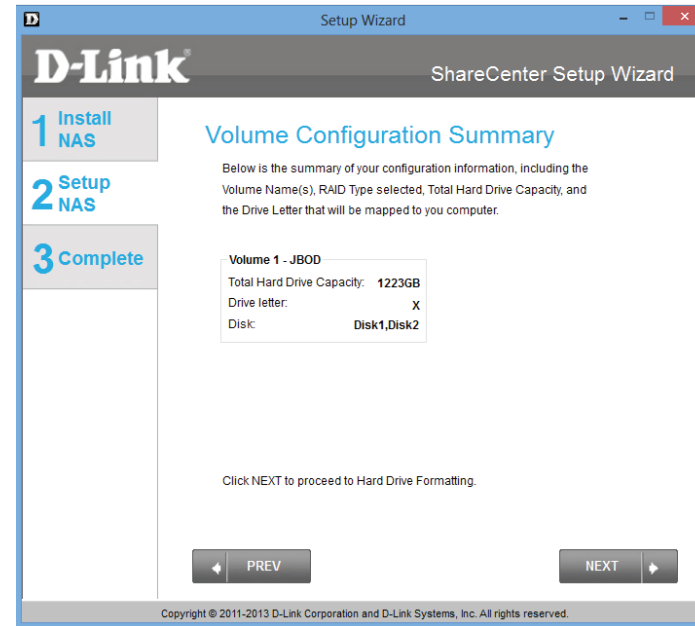 D Setup Wizard
D-Link
ShareCenter Setup Wizard
1 Install
NAS
2 Setup
NAS
3 Complete
Volume Configuration Summary
Below is the summary of your configuration information, including the
Volume Name(s), RAID Type selected, Total Hard Drive Capacity, and
the Drive Letter that will be mapped to you computer.
Volume 1 - JBOD
Total Hard Drive Capacity: 1223GB
Drive letter: X
Disk: Disk1,Disk2
Click NEXT to proceed to Hard Drive Formatting.
PREV
NEXT
Copyright © 2011-2013 D-Link Corporation and D-Link Systems, Inc. All rights reserved.